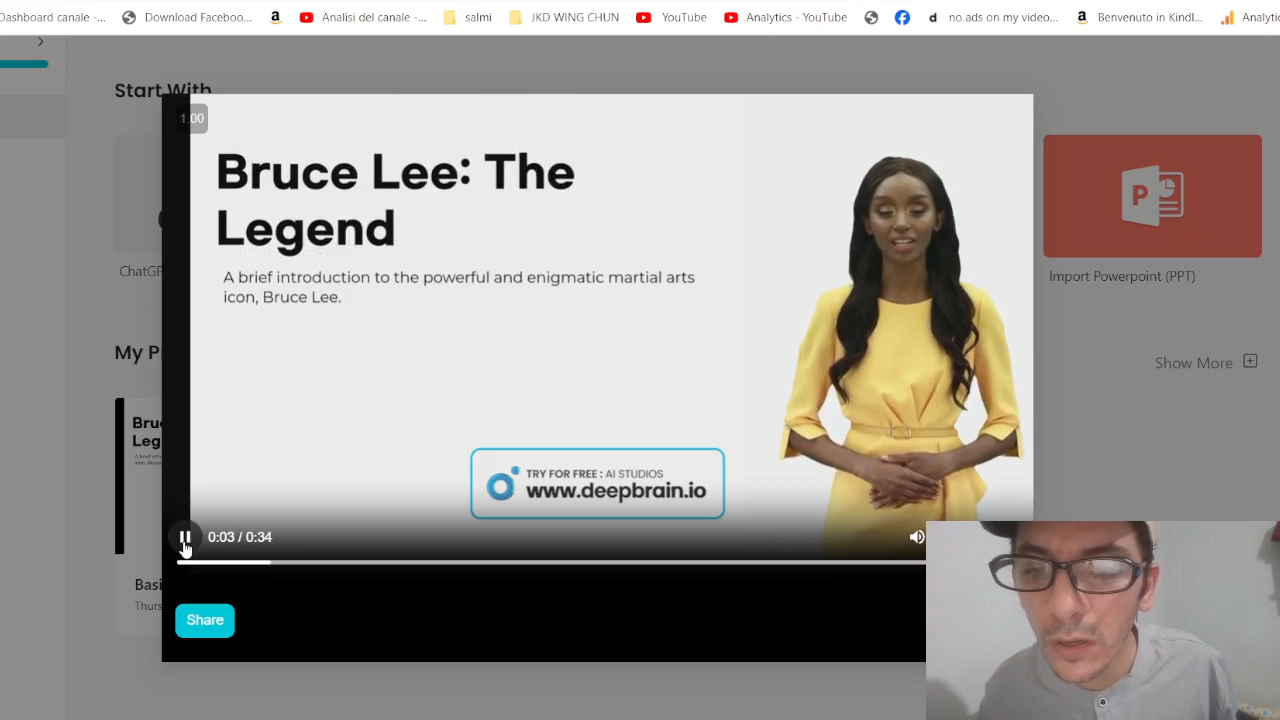 Dashboard canale -...
Download Faceboo...
Analisi del canale -...
salmi
JKD WING CHUN
YouTube
Analytics - YouTube
no ads on my video...
Benvenuto in Kindl...
Analytic
Start With
1.00
Bruce Lee: The
Legend
A brief introduction to the powerful and enigmatic martial arts
icon, Bruce Lee.
ChatGP
P
Import Powerpoint (PPT)
My P
Show More
Bru
Leg
TRY FOR FREE : AI STUDIOS
www.deepbrain.io
0:03 / 0:34
Basi
Thurs
Share